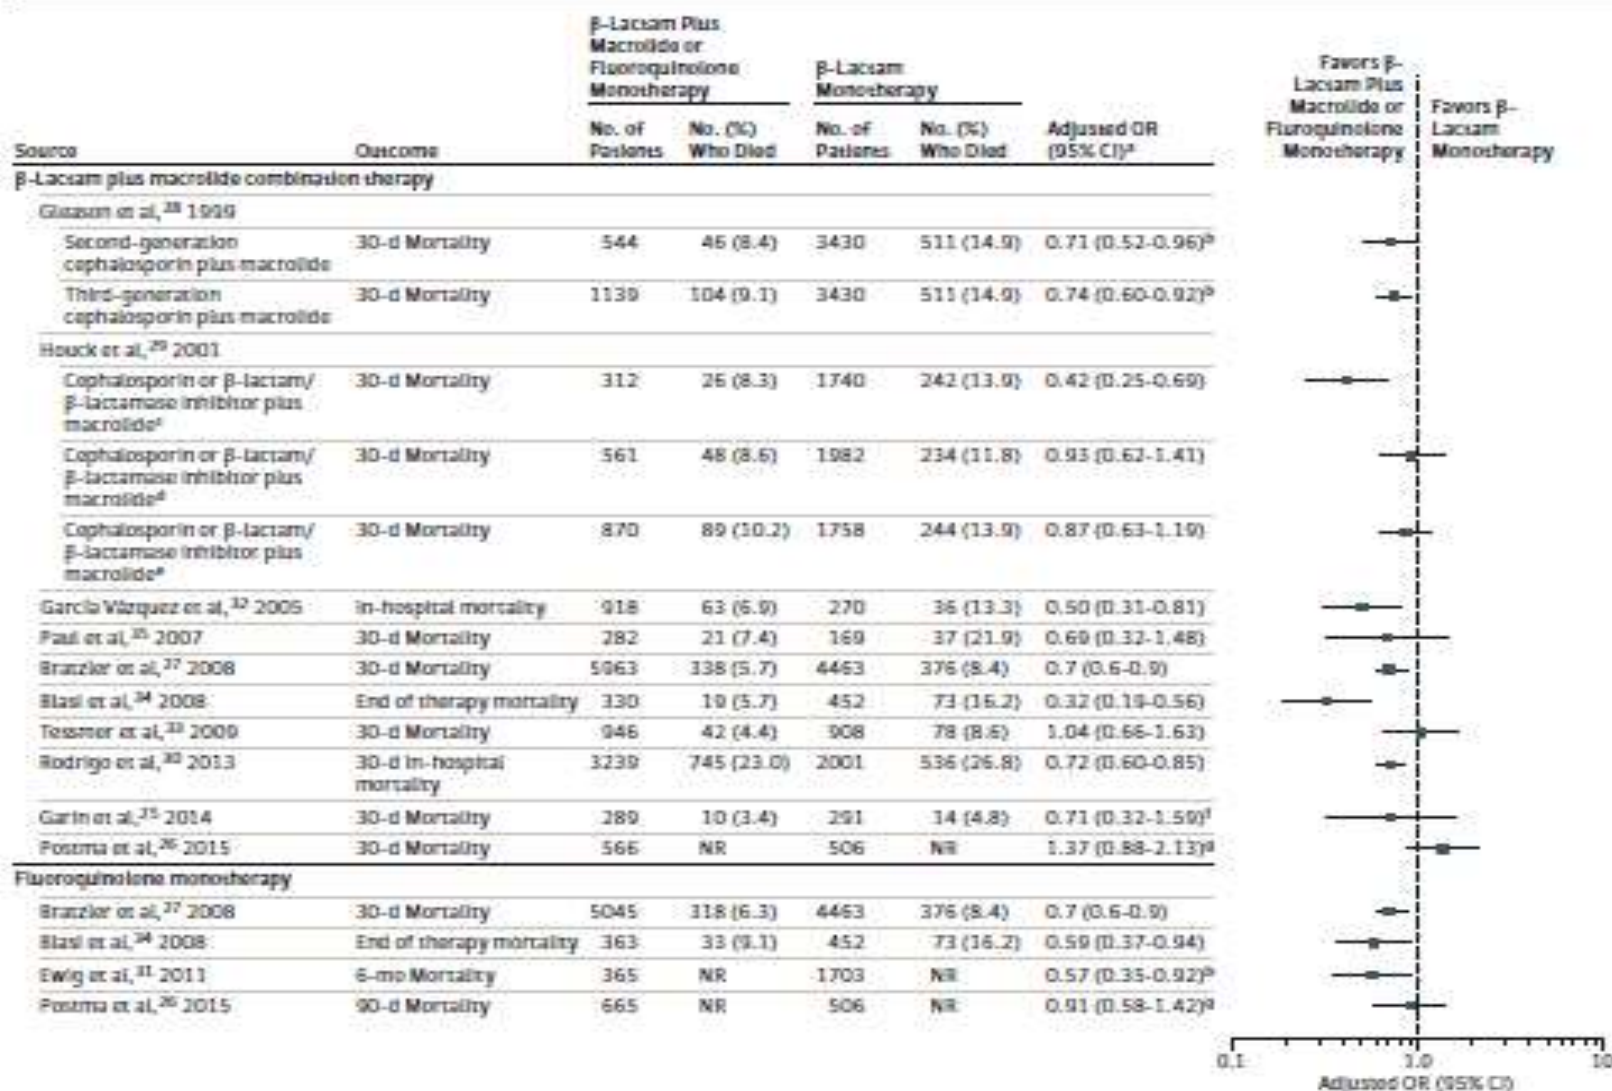 β-Lactam Plus
Macrolide or
Fluoroquinolone
Monotherapy
β-Lactam
Monotherapy
Favors β-
Lactam Plus
Macrolide or
Fluroquinolone
Monotherapy
Favors β-
Lactam
Monotherapy
Source Outcome No. of Patients No. (%) Who Died No. of Patients No. (%) Who Died Adjusted OR (95% CI)a
β-Lactam plus macrolide combination therapy
Gleason et al,28 1999
Second-generation 30-d Mortality 544 46 (8.4) 3430 511 (14.9) 0.71 (0.52-0.96)b
cephalosporin plus macrolide
Third-generation 30-d Mortality 1139 104 (9.1) 3430 511 (14.9) 0.74 (0.60-0.92)b
cephalosporin plus macrolide
Houck et al,29 2001
Cephalosporin or β-lactam/ 30-d Mortality 312 26 (8.3) 1740 242 (13.9) 0.42 (0.25-0.69)
β-lactamase inhibitor plus
macrolidec
Cephalosporin or β-lactam/ 30-d Mortality 561 48 (8.6) 1982 234 (11.8) 0.93 (0.62-1.41)
β-lactamase inhibitor plus
macrolided
Cephalosporin or β-lactam/ 30-d Mortality 870 89 (10.2) 1758 244 (13.9) 0.87 (0.63-1.19)
β-lactamase inhibitor plus
macrolidee
García Vázquez et al,32 2005 In-hospital mortality 918 63 (6.9) 270 36 (13.3) 0.50 (0.31-0.81)
Paul et al,35 2007 30-d Mortality 282 21 (7.4) 169 37 (21.9) 0.69 (0.32-1.48)
Bratzler et al,27 2008 30-d Mortality 5963 338 (5.7) 4463 376 (8.4) 0.7 (0.6-0.9)
Blasi et al,34 2008 End of therapy mortality 330 19 (5.7) 452 73 (16.2) 0.32 (0.19-0.56)
Tessmer et al,33 2009 30-d Mortality 946 42 (4.4) 908 78 (8.6) 1.04 (0.66-1.63)
Rodrigo et al,30 2013 30-d In-hospital 3239 745 (23.0) 2001 536 (26.8) 0.72 (0.60-0.85)
mortality
Garin et al,25 2014 30-d Mortality 289 10 (3.4) 291 14 (4.8) 0.71 (0.32-1.59)f
Postma et al,26 2015 30-d Mortality 566 NR 506 NR 1.37 (0.88-2.13)g
Fluoroquinolone monotherapy
Bratzler et al,27 2008 30-d Mortality 5045 318 (6.3) 4463 376 (8.4) 0.7 (0.6-0.9)
Blasi et al,34 2008 End of therapy mortality 363 33 (9.1) 452 73 (16.2) 0.59 (0.37-0.94)
Ewig et al,31 2011 6-mo Mortality 365 NR 1703 NR 0.57 (0.35-0.92)b
Postma et al,26 2015 90-d Mortality 665 NR 506 NR 0.91 (0.58-1.42)g
0.1 1.0 10
Adjusted OR (95% CI)